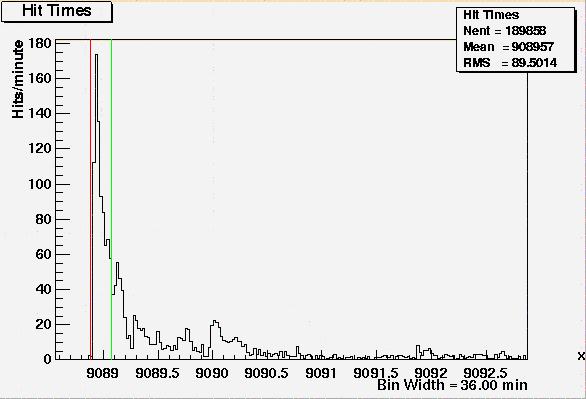 Hit Times
Hit Times
Nent = 189858
Mean = 908957
RMS = 89.5014
Hits/minute
180
160
140
120
100
80
60
40
20
0
9089 9089.5 9090 9090.5 9091 9091.5 9092 9092.5
x
Bin Width = 36.00 min